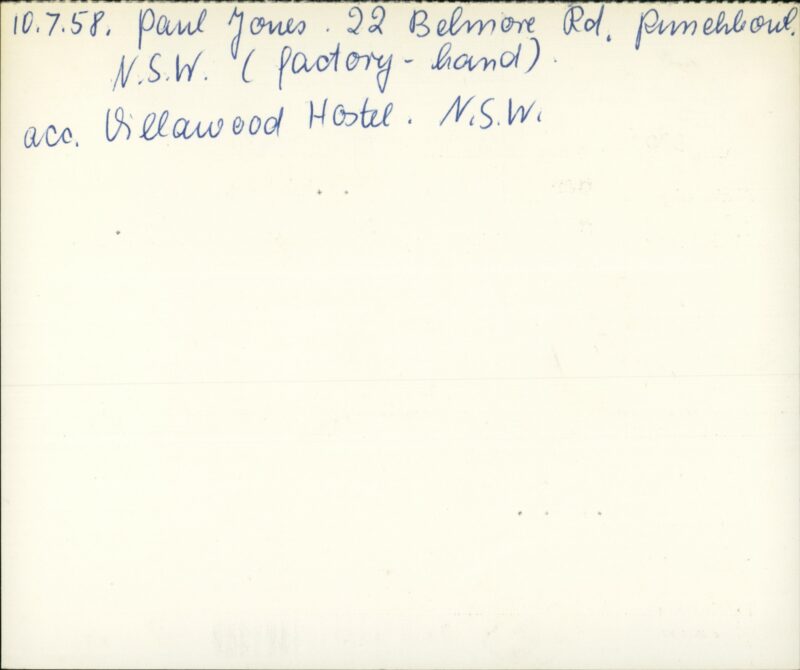 10.7.58. Paul Jones. 22 Belmore Rd. Punchbowl.
N.S.W. (factory-hand).
acc. Villawood Hostel. N.S.W.